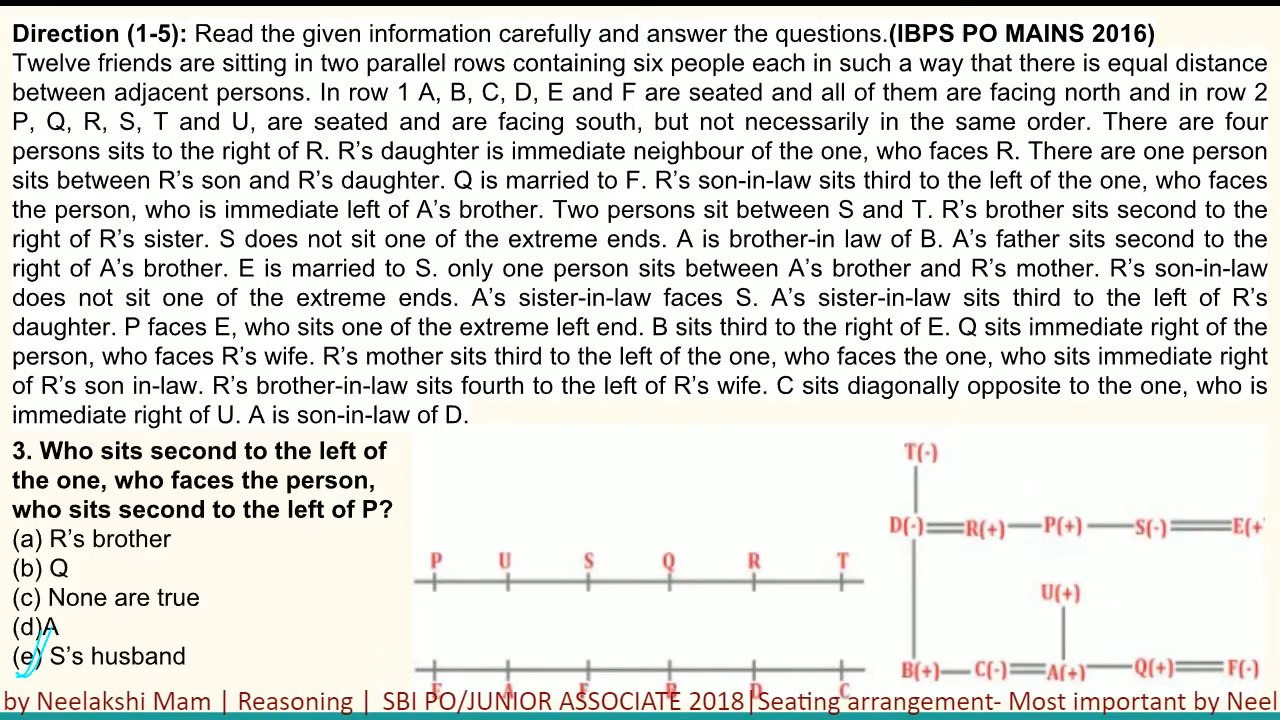 Direction (1-5): Read the given information carefully and answer the questions.(IBPS PO MAINS 2016)
Twelve friends are sitting in two parallel rows containing six people each in such a way that there is equal distance
between adjacent persons. In row 1 A, B, C, D, E and F are seated and all of them are facing north and in row 2
P, Q, R, S, T and U, are seated and are facing south, but not necessarily in the same order. There are four
persons sits to the right of R. R's daughter is immediate neighbour of the one, who faces R. There are one person
sits between R's son and R's daughter. Q is married to F. R's son-in-law sits third to the left of the one, who faces
the person, who is immediate left of A's brother. Two persons sit between S and T. R's brother sits second to the
right of R's sister. S does not sit one of the extreme ends. A is brother-in law of B. A's father sits second to the
right of A's brother. E is married to S. only one person sits between A's brother and R's mother. R's son-in-law
does not sit one of the extreme ends. A's sister-in-law faces S. A's sister-in-law sits third to the left of R's
daughter. P faces E, who sits one of the extreme left end. B sits third to the right of E. Q sits immediate right of the
person, who faces R's wife. R's mother sits third to the left of the one, who faces the one, who sits immediate right
of R's son in-law. R's brother-in-law sits fourth to the left of R's wife. C sits diagonally opposite to the one, who is
immediate right of U. A is son-in-law of D.
3. Who sits second to the left of
the one, who faces the person,
who sits second to the left of P?
(a) R's brother
(b) Q
(c) None are true
(d)A
(e) S's husband
P U S Q R T
E A F B D C
T(-)
D(-) R(+) P(+) S(-) E(+
U(+)
B(+) C(-) A(+) Q(+) F(-)
by Neelakshi Mam | Reasoning | SBI PO/JUNIOR ASSOCIATE 2018|Seating arrangement- Most important by Neel